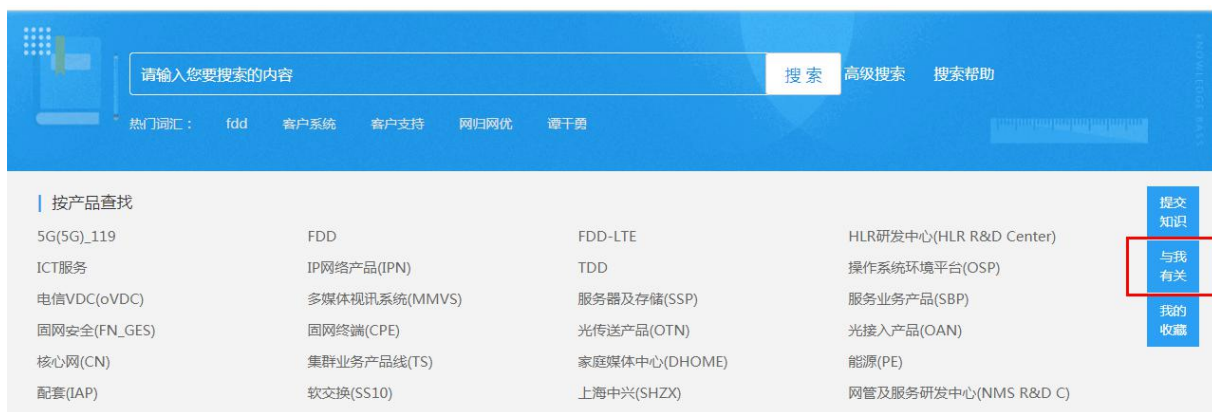 请输入您要搜索的内容
搜 索
高级搜索
搜索帮助
热门词汇：
fdd
客户系统
客户支持
网归网优
谭干勇
KNOWLEDGE BASE
按产品查找
5G(5G)_119
FDD
FDD-LTE
HLR研发中心(HLR R&D Center)
ICT服务
IP网络产品(IPN)
TDD
操作系统环境平台(OSP)
电信VDC(oVDC)
多媒体视讯系统(MMVS)
服务器及存储(SSP)
服务业务产品(SBP)
固网安全(FN_GES)
固网终端(CPE)
光传送产品(OTN)
光接入产品(OAN)
核心网(CN)
集群业务产品线(TS)
家庭媒体中心(DHOME)
能源(PE)
配套(IAP)
软交换(SS10)
上海中兴(SHZX)
网管及服务研发中心(NMS R&D C)
提交
知识
与我
有关
我的
收藏